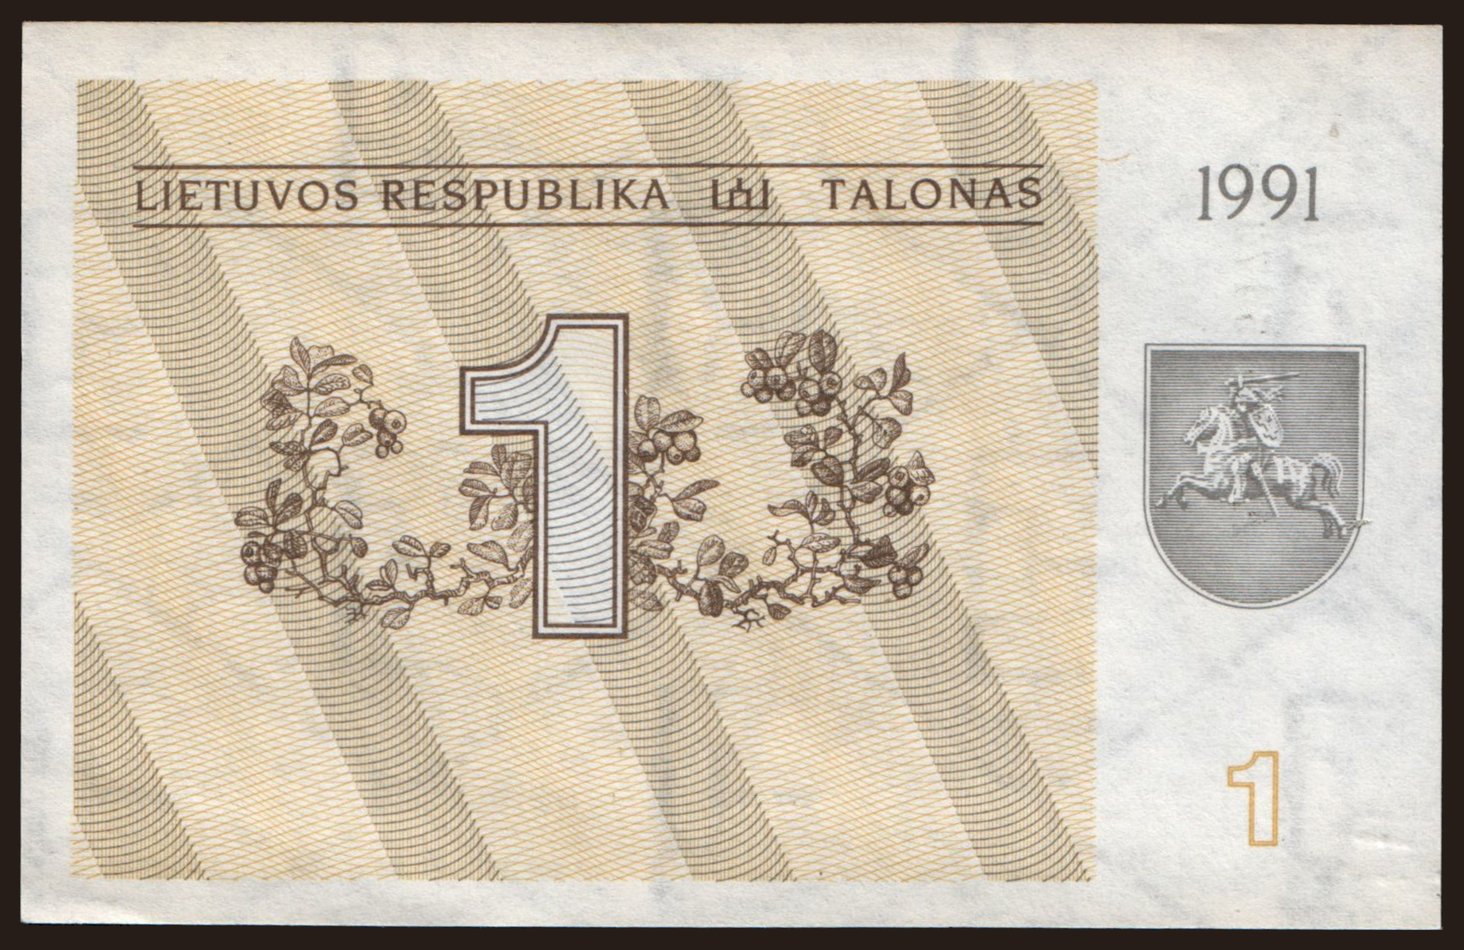 LIETUVOS RESPUBLIKA TALONAS
1991
1
1